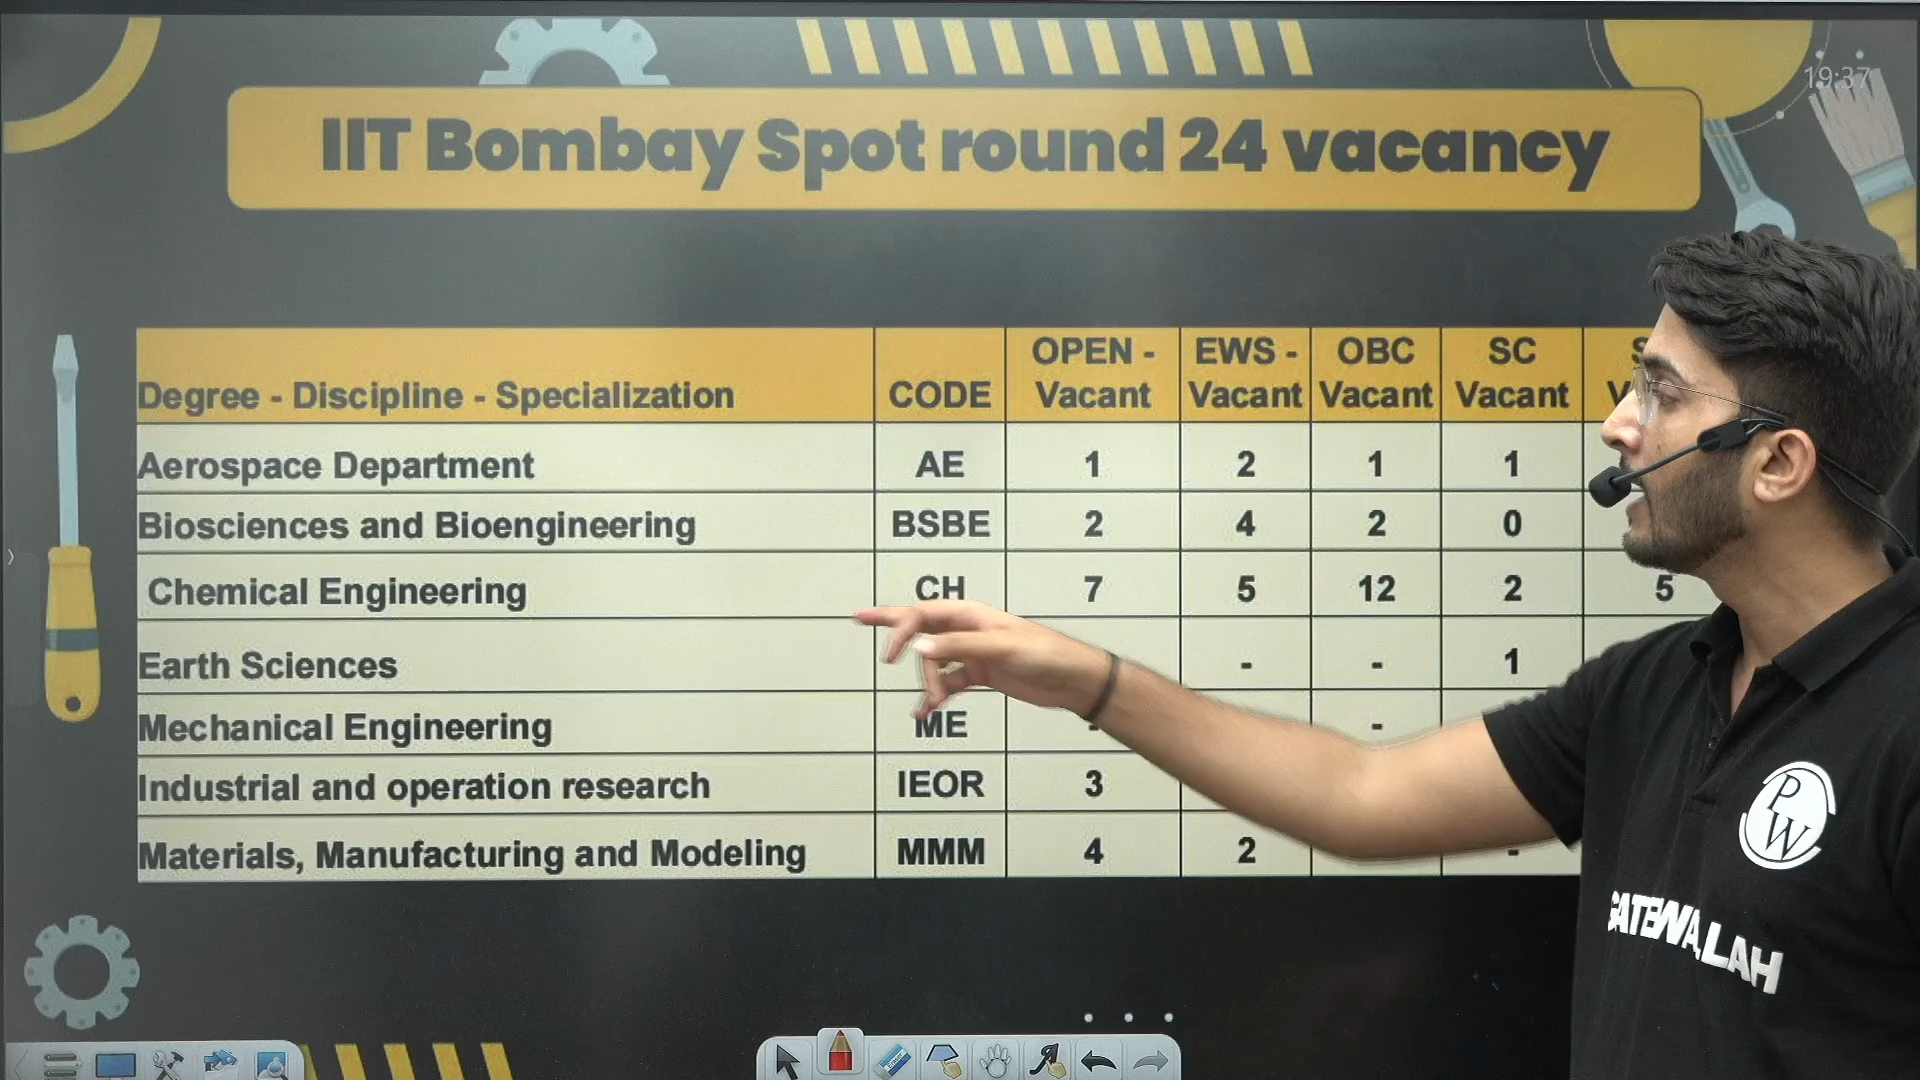 19:37
IIT Bombay Spot round 24 vacancy
Degree - Discipline - Specialization CODE OPEN - Vacant EWS - Vacant OBC Vacant SC Vacant
Aerospace Department AE 1 2 1 1
Biosciences and Bioengineering BSBE 2 4 2 0
Chemical Engineering CH 7 5 12 2 5
Earth Sciences - - 1
Mechanical Engineering ME - -
Industrial and operation research IEOR 3
Materials, Manufacturing and Modeling MMM 4 2 -
PW
GATEWALLAH